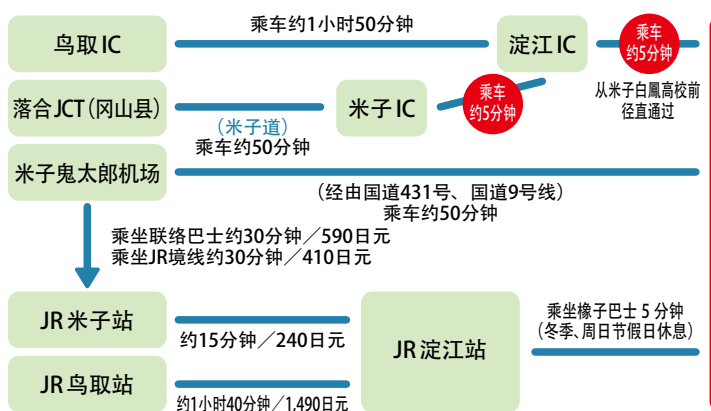 乘车约1小时50分钟
鸟取IC
淀江IC
乘车
约5分钟
从米子白鳳高校前
径直通过
落合JCT(冈山县)
米子IC
乘车
约5分钟
(米子道)
乘车约50分钟
米子鬼太郎机场
(经由国道431号、国道9号线)
乘车约50分钟
乘坐联络巴士约30分钟／590日元
乘坐JR境线约30分钟／410日元
JR米子站
约15分钟／240日元
JR淀江站
乘坐橡子巴士 5 分钟
(冬季、周日节假日休息)
JR鸟取站
约1小时40分钟／1,490日元